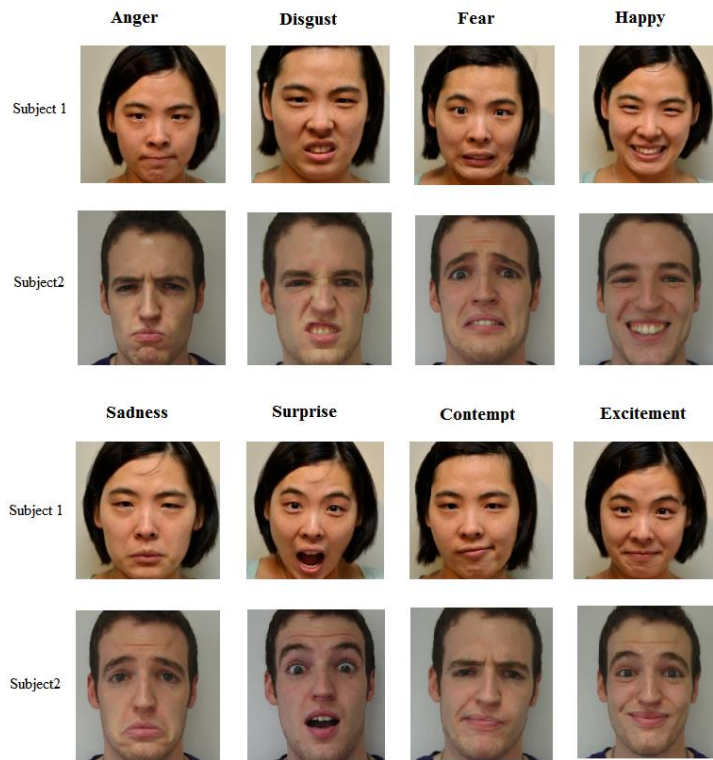 Anger Disgust Fear Happy
Subject 1
Subject2
Sadness Surprise Contempt Excitement
Subject 1
Subject2